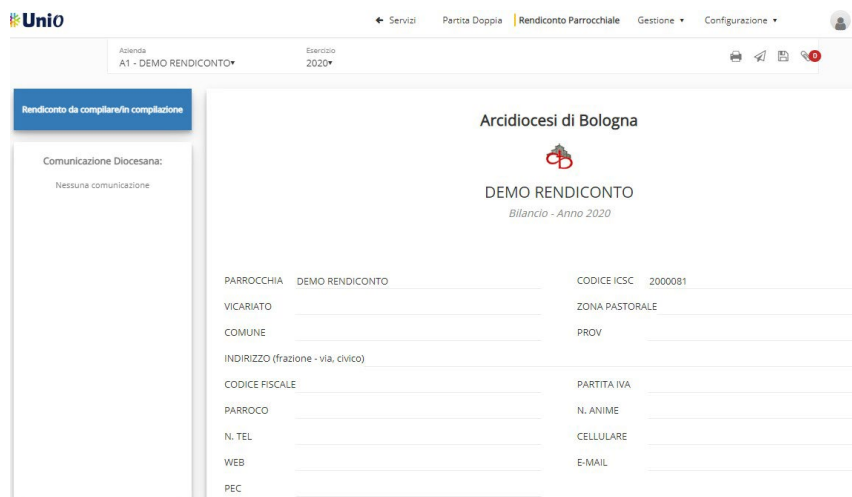 UniO
← Servizi Partita Doppia Rendiconto Parrocchiale Gestione ▾ Configurazione ▾
Azienda Esercizio
A1 - DEMO RENDICONTO▾ 2020▾
0
Rendiconto da compilare/in compilazione
Comunicazione Diocesana:
Nessuna comunicazione
Arcidiocesi di Bologna
DEMO RENDICONTO
Bilancio - Anno 2020
PARROCCHIA DEMO RENDICONTO CODICE ICSC 2000081
VICARIATO ZONA PASTORALE
COMUNE PROV
INDIRIZZO (frazione - via, civico)
CODICE FISCALE PARTITA IVA
PARROCO N. ANIME
N. TEL CELLULARE
WEB E-MAIL
PEC